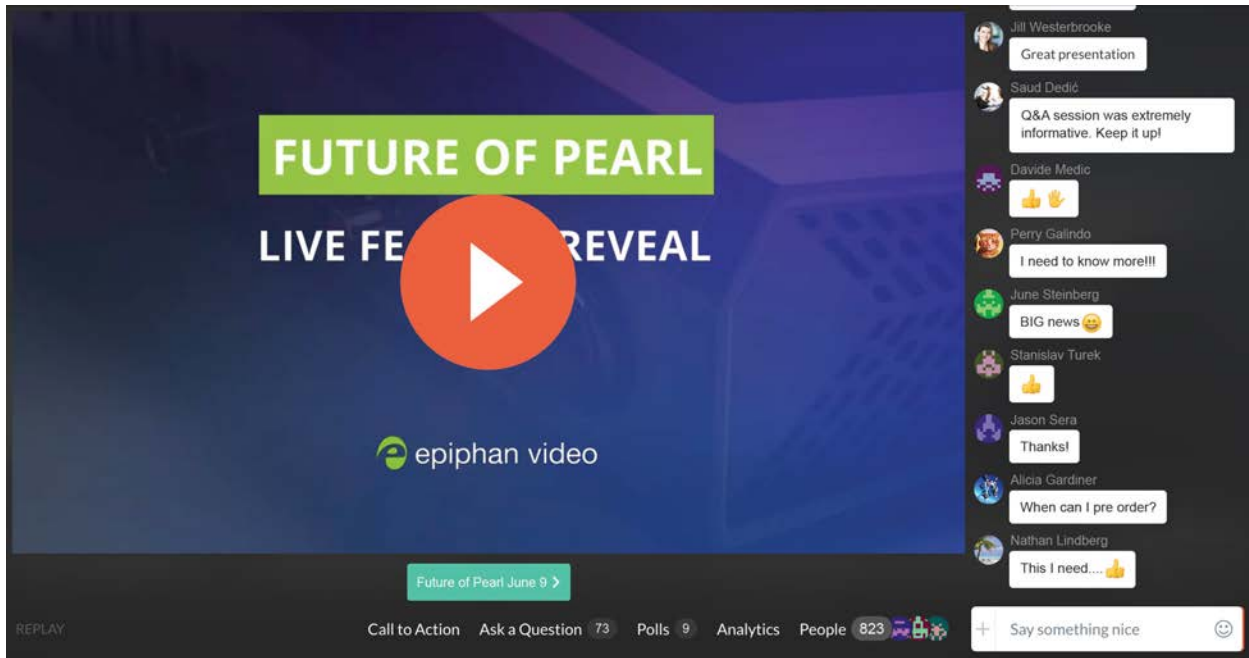 FUTURE OF PEARL
LIVE FE REVEAL
epiphan video
Future of Pearl June 9 >
REPLAY
Call to Action Ask a Question 73 Polls 9 Analytics People 823
Jill Westerbrooke
Great presentation
Saud Dedić
Q&A session was extremely
informative. Keep it up!
Davide Medic
👍 🖐
Perry Galindo
I need to know more!!!
June Steinberg
BIG news 😀
Stanislav Turek
👍
Jason Sera
Thanks!
Alicia Gardiner
When can I pre order?
Nathan Lindberg
This I need.... 👍
Say something nice